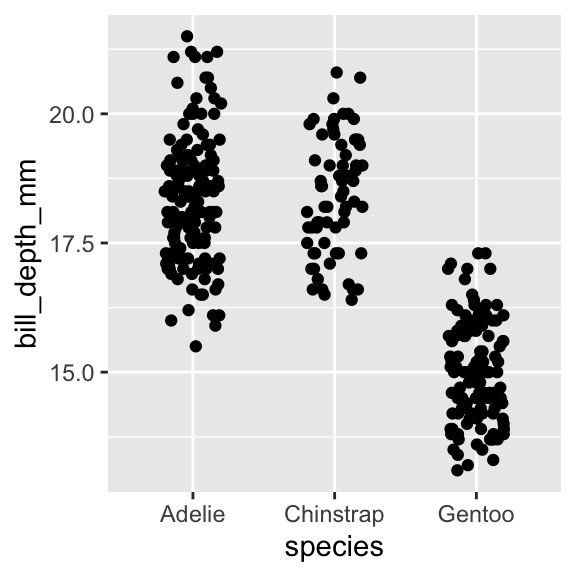 bill_depth_mm
20.0
17.5
15.0
Adelie Chinstrap Gentoo
species